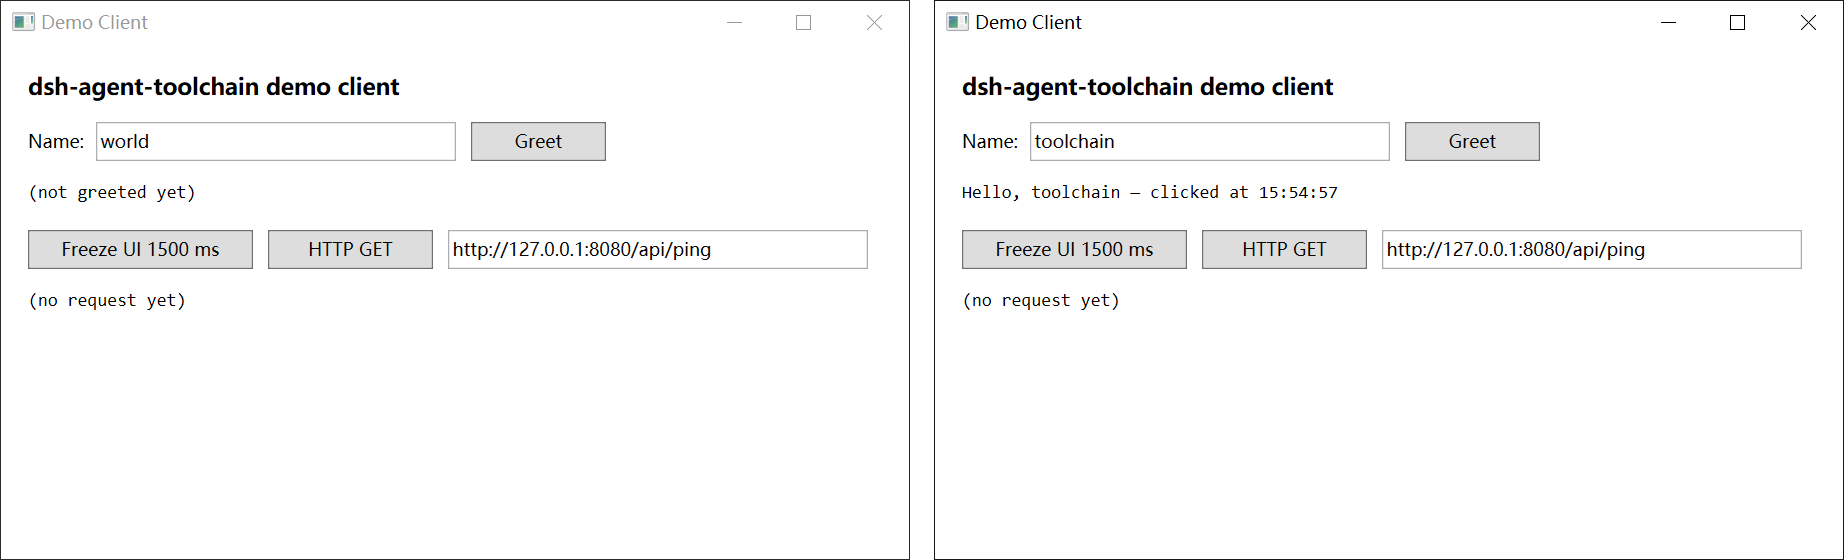 Demo Client
dsh-agent-toolchain demo client
Name: world Greet
(not greeted yet)
Freeze UI 1500 ms HTTP GET http://127.0.0.1:8080/api/ping
(no request yet)
Demo Client
dsh-agent-toolchain demo client
Name: toolchain Greet
Hello, toolchain — clicked at 15:54:57
Freeze UI 1500 ms HTTP GET http://127.0.0.1:8080/api/ping
(no request yet)